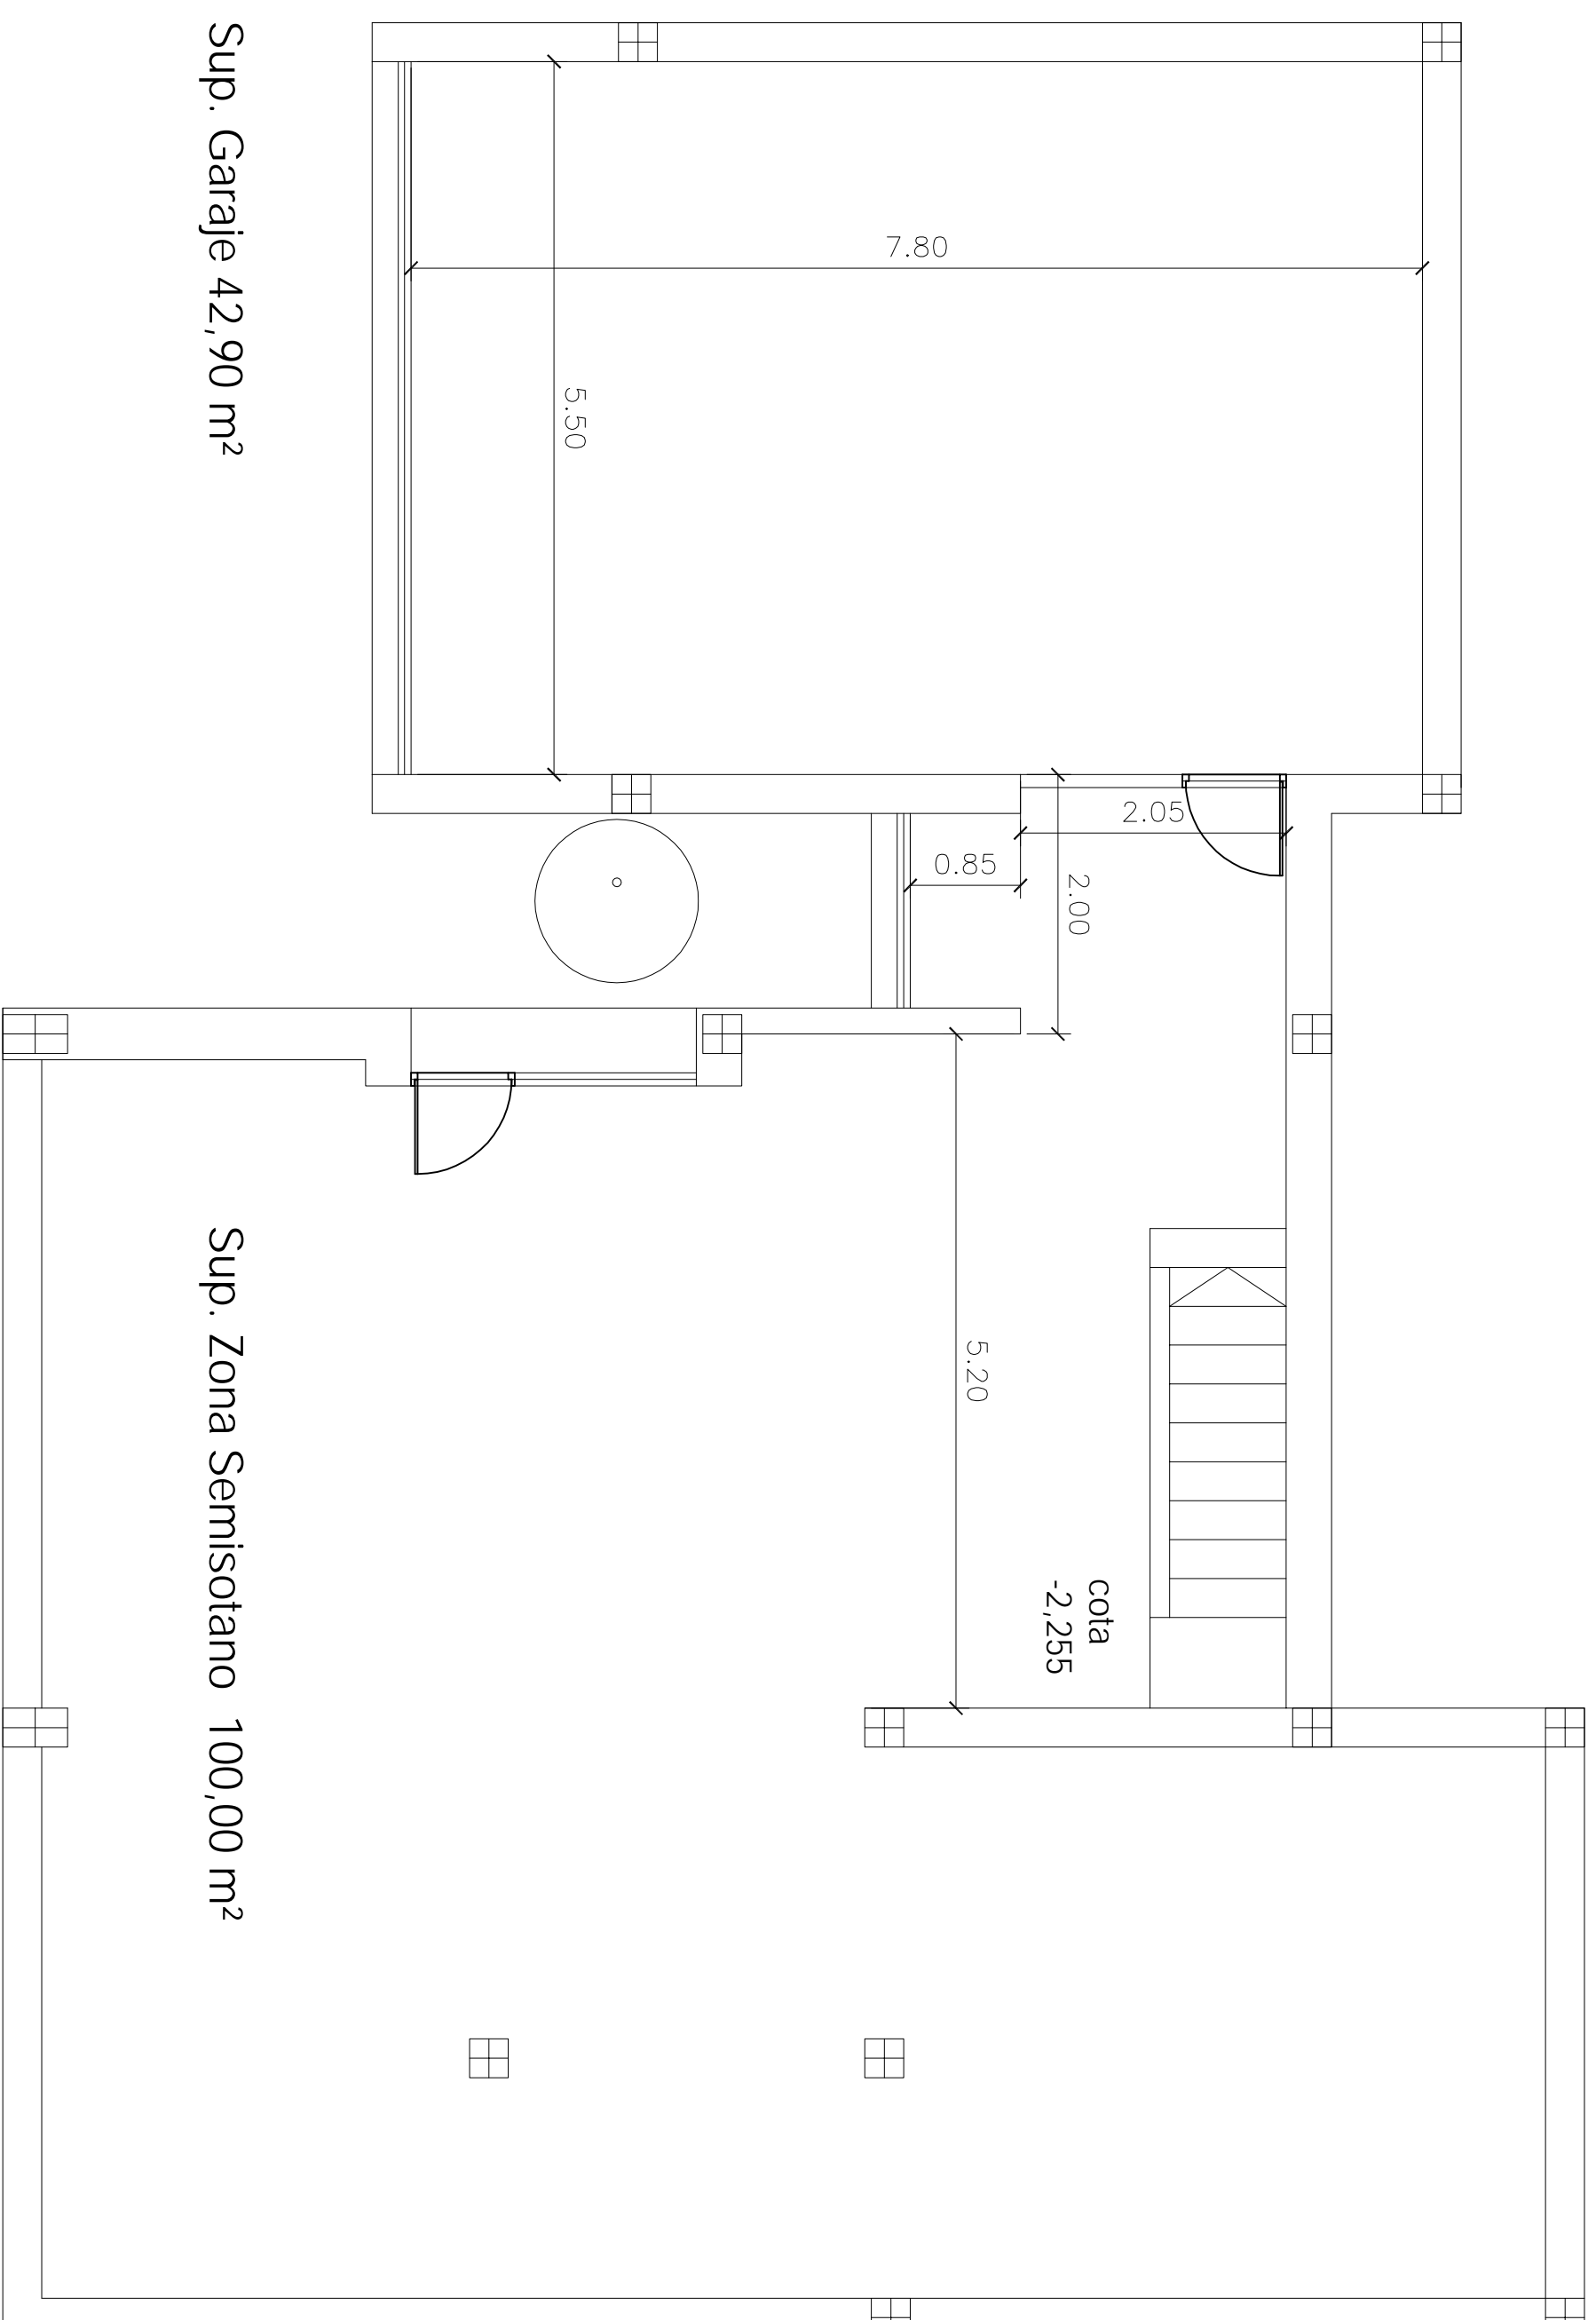 7.80
5.50
2.05
0.85
2.00
5.20
cota
-2,255
Sup. Garaje 42,90 m²
Sup. Zona Semisotano 100,00 m²